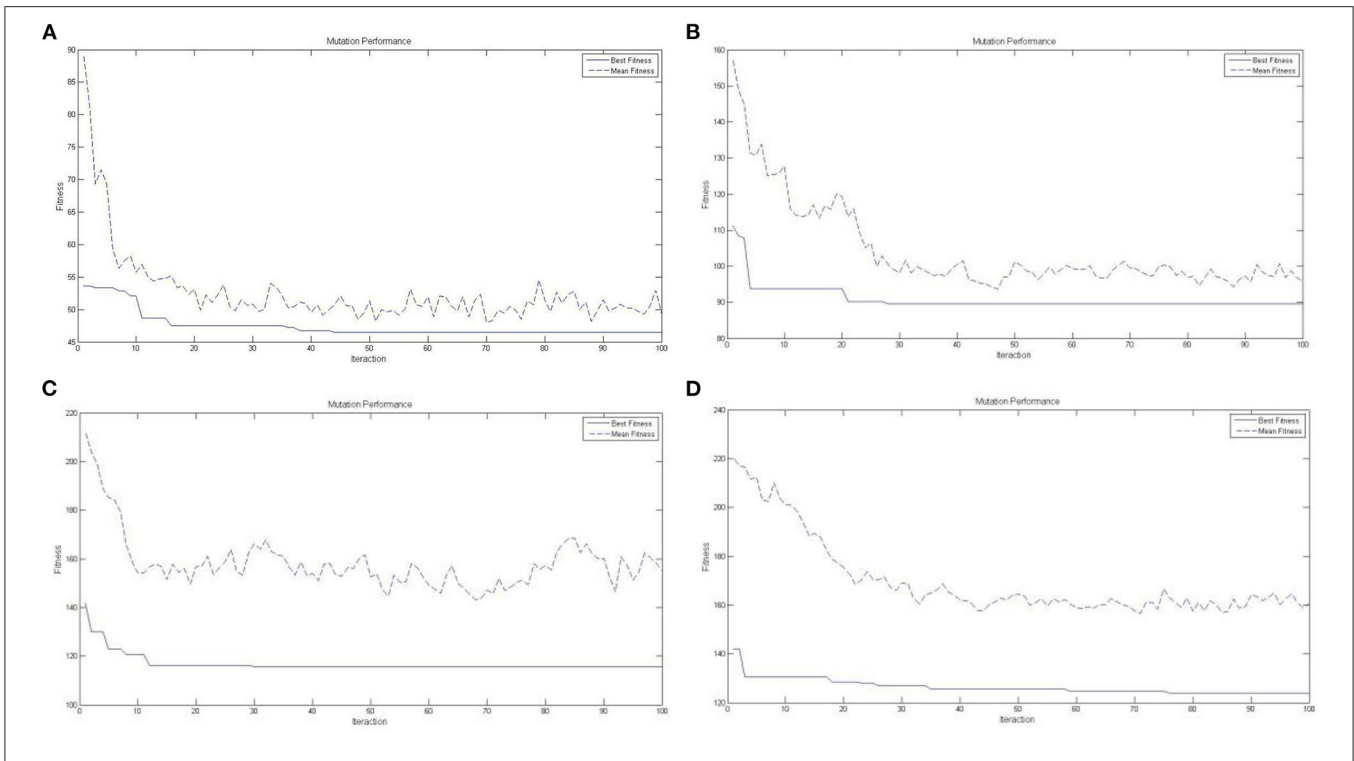 A
Mutation Performance
Best Fitness
Mean Fitness
90
85
80
75
70
65
60
55
50
45
Fitness
0 10 20 30 40 50 60 70 80 90 100
Iteraction
B
Mutation Performance
Best Fitness
Mean Fitness
160
150
140
130
120
110
100
90
80
Fitness
0 10 20 30 40 50 60 70 80 90 100
Iteraction
C
Mutation Performance
Best Fitness
Mean Fitness
220
200
180
160
140
120
100
Fitness
0 10 20 30 40 50 60 70 80 90 100
Iteraction
D
Mutation Performance
Best Fitness
Mean Fitness
240
220
200
180
160
140
120
Fitness
0 10 20 30 40 50 60 70 80 90 100
Iteraction